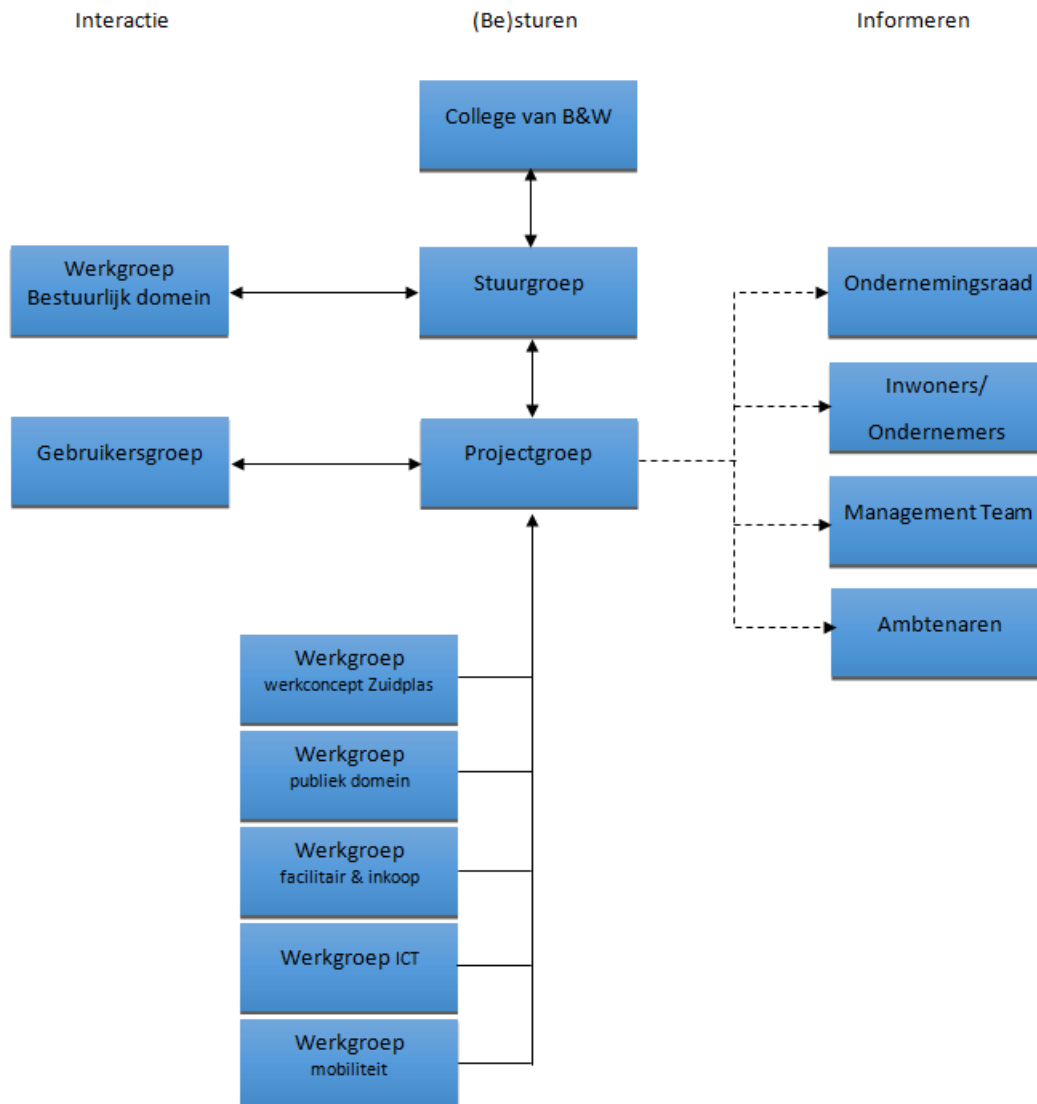 Interactie
(Be)sturen
Informeren
College van B&W
Werkgroep
Bestuurlijk domein
Stuurgroep
Ondernemingsraad
Inwoners/
Ondernemers
Gebruikersgroep
Projectgroep
Management Team
Ambtenaren
Werkgroep
werkconcept Zuidplas
Werkgroep
publiek domein
Werkgroep
facilitair & inkoop
Werkgroep ICT
Werkgroep
mobiliteit